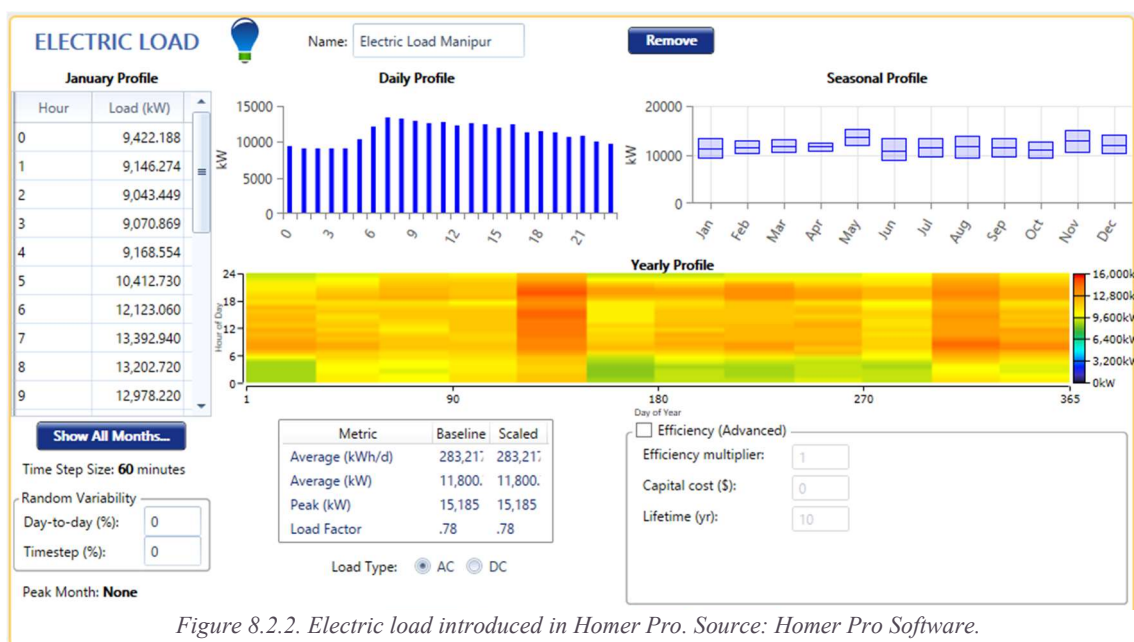 ELECTRIC LOAD
Name: Electric Load Manipur
Remove
January Profile
Hour Load (kW)
0 9,422.188
1 9,146.274
2 9,043.449
3 9,070.869
4 9,168.554
5 10,412.730
6 12,123.060
7 13,392.940
8 13,202.720
9 12,978.220
Show All Months...
Time Step Size: 60 minutes
Random Variability
Day-to-day (%): 0
Timestep (%): 0
Peak Month: None
Daily Profile
kW
15000
10000
5000
0
0 3 6 9 12 15 18 21
Seasonal Profile
kW
20000
10000
0
Jan Feb Mar Apr May Jun Jul Aug Sep Oct Nov Dec
Yearly Profile
Hour of Day
24
18
12
6
0
1 90 180 270 365
Day of Year
16,000k
12,800k
9,600kW
6,400kW
3,200kW
0kW
Metric Baseline Scaled
Average (kWh/d) 283,217 283,217
Average (kW) 11,800. 11,800.
Peak (kW) 15,185 15,185
Load Factor .78 .78
Load Type: AC DC
Efficiency (Advanced)
Efficiency multiplier: 1
Capital cost ($): 0
Lifetime (yr): 10
Figure 8.2.2. Electric load introduced in Homer Pro. Source: Homer Pro Software.